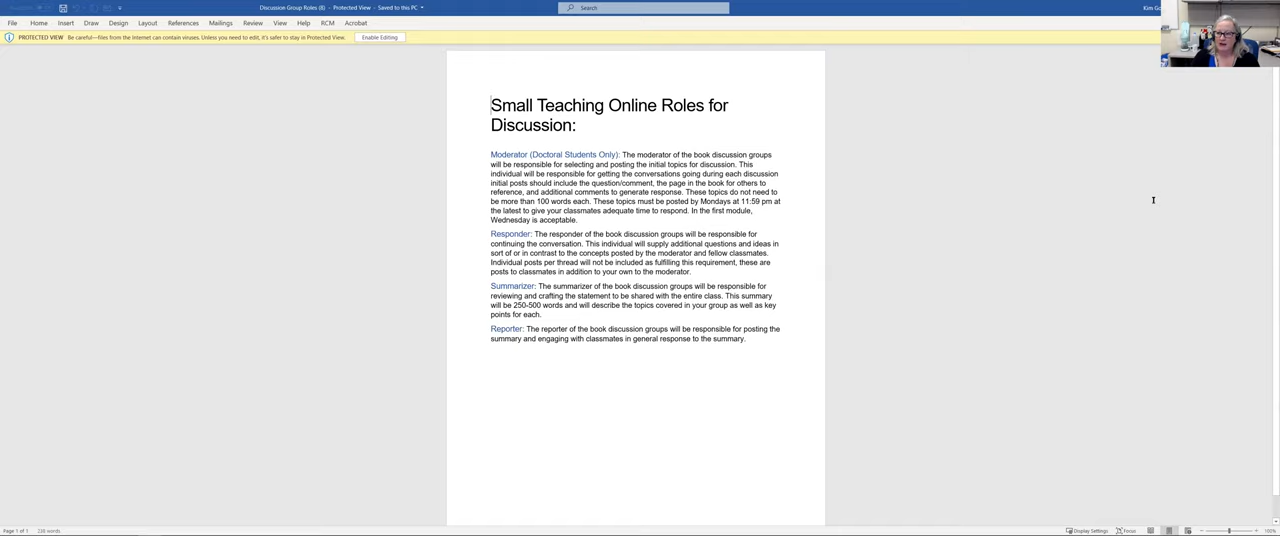 Discussion Group Roles (8) - Protected View • Saved to this PC
Search
File Home Insert Draw Design Layout References Mailings Review View Help RCM Acrobat
PROTECTED VIEW Be careful—files from the Internet can contain viruses. Unless you need to edit, it's safer to stay in Protected View. Enable Editing
Small Teaching Online Roles for
Discussion:
Moderator (Doctoral Students Only): The moderator of the book discussion groups
will be responsible for selecting and posting the initial topics for discussion. This
individual will be responsible for getting the conversations going during each discussion
initial posts should include the question/comment, the page in the book for others to
reference, and additional comments to generate response. These topics do not need to
be more than 100 words each. These topics must be posted by Mondays at 11:59 pm at
the latest to give your classmates adequate time to respond. In the first module,
Wednesday is acceptable.
Responder: The responder of the book discussion groups will be responsible for
continuing the conversation. This individual will supply additional questions and ideas in
sort of or in contrast to the concepts posted by the moderator and fellow classmates.
Individual posts per thread will not be included as fulfilling this requirement, these are
posts to classmates in addition to your own to the moderator.
Summarizer: The summarizer of the book discussion groups will be responsible for
reviewing and crafting the statement to be shared with the entire class. This summary
will be 250-500 words and will describe the topics covered in your group as well as key
points for each.
Reporter: The reporter of the book discussion groups will be responsible for posting the
summary and engaging with classmates in general response to the summary.
Page 1 of 1 226 words Display Settings Focus 100%